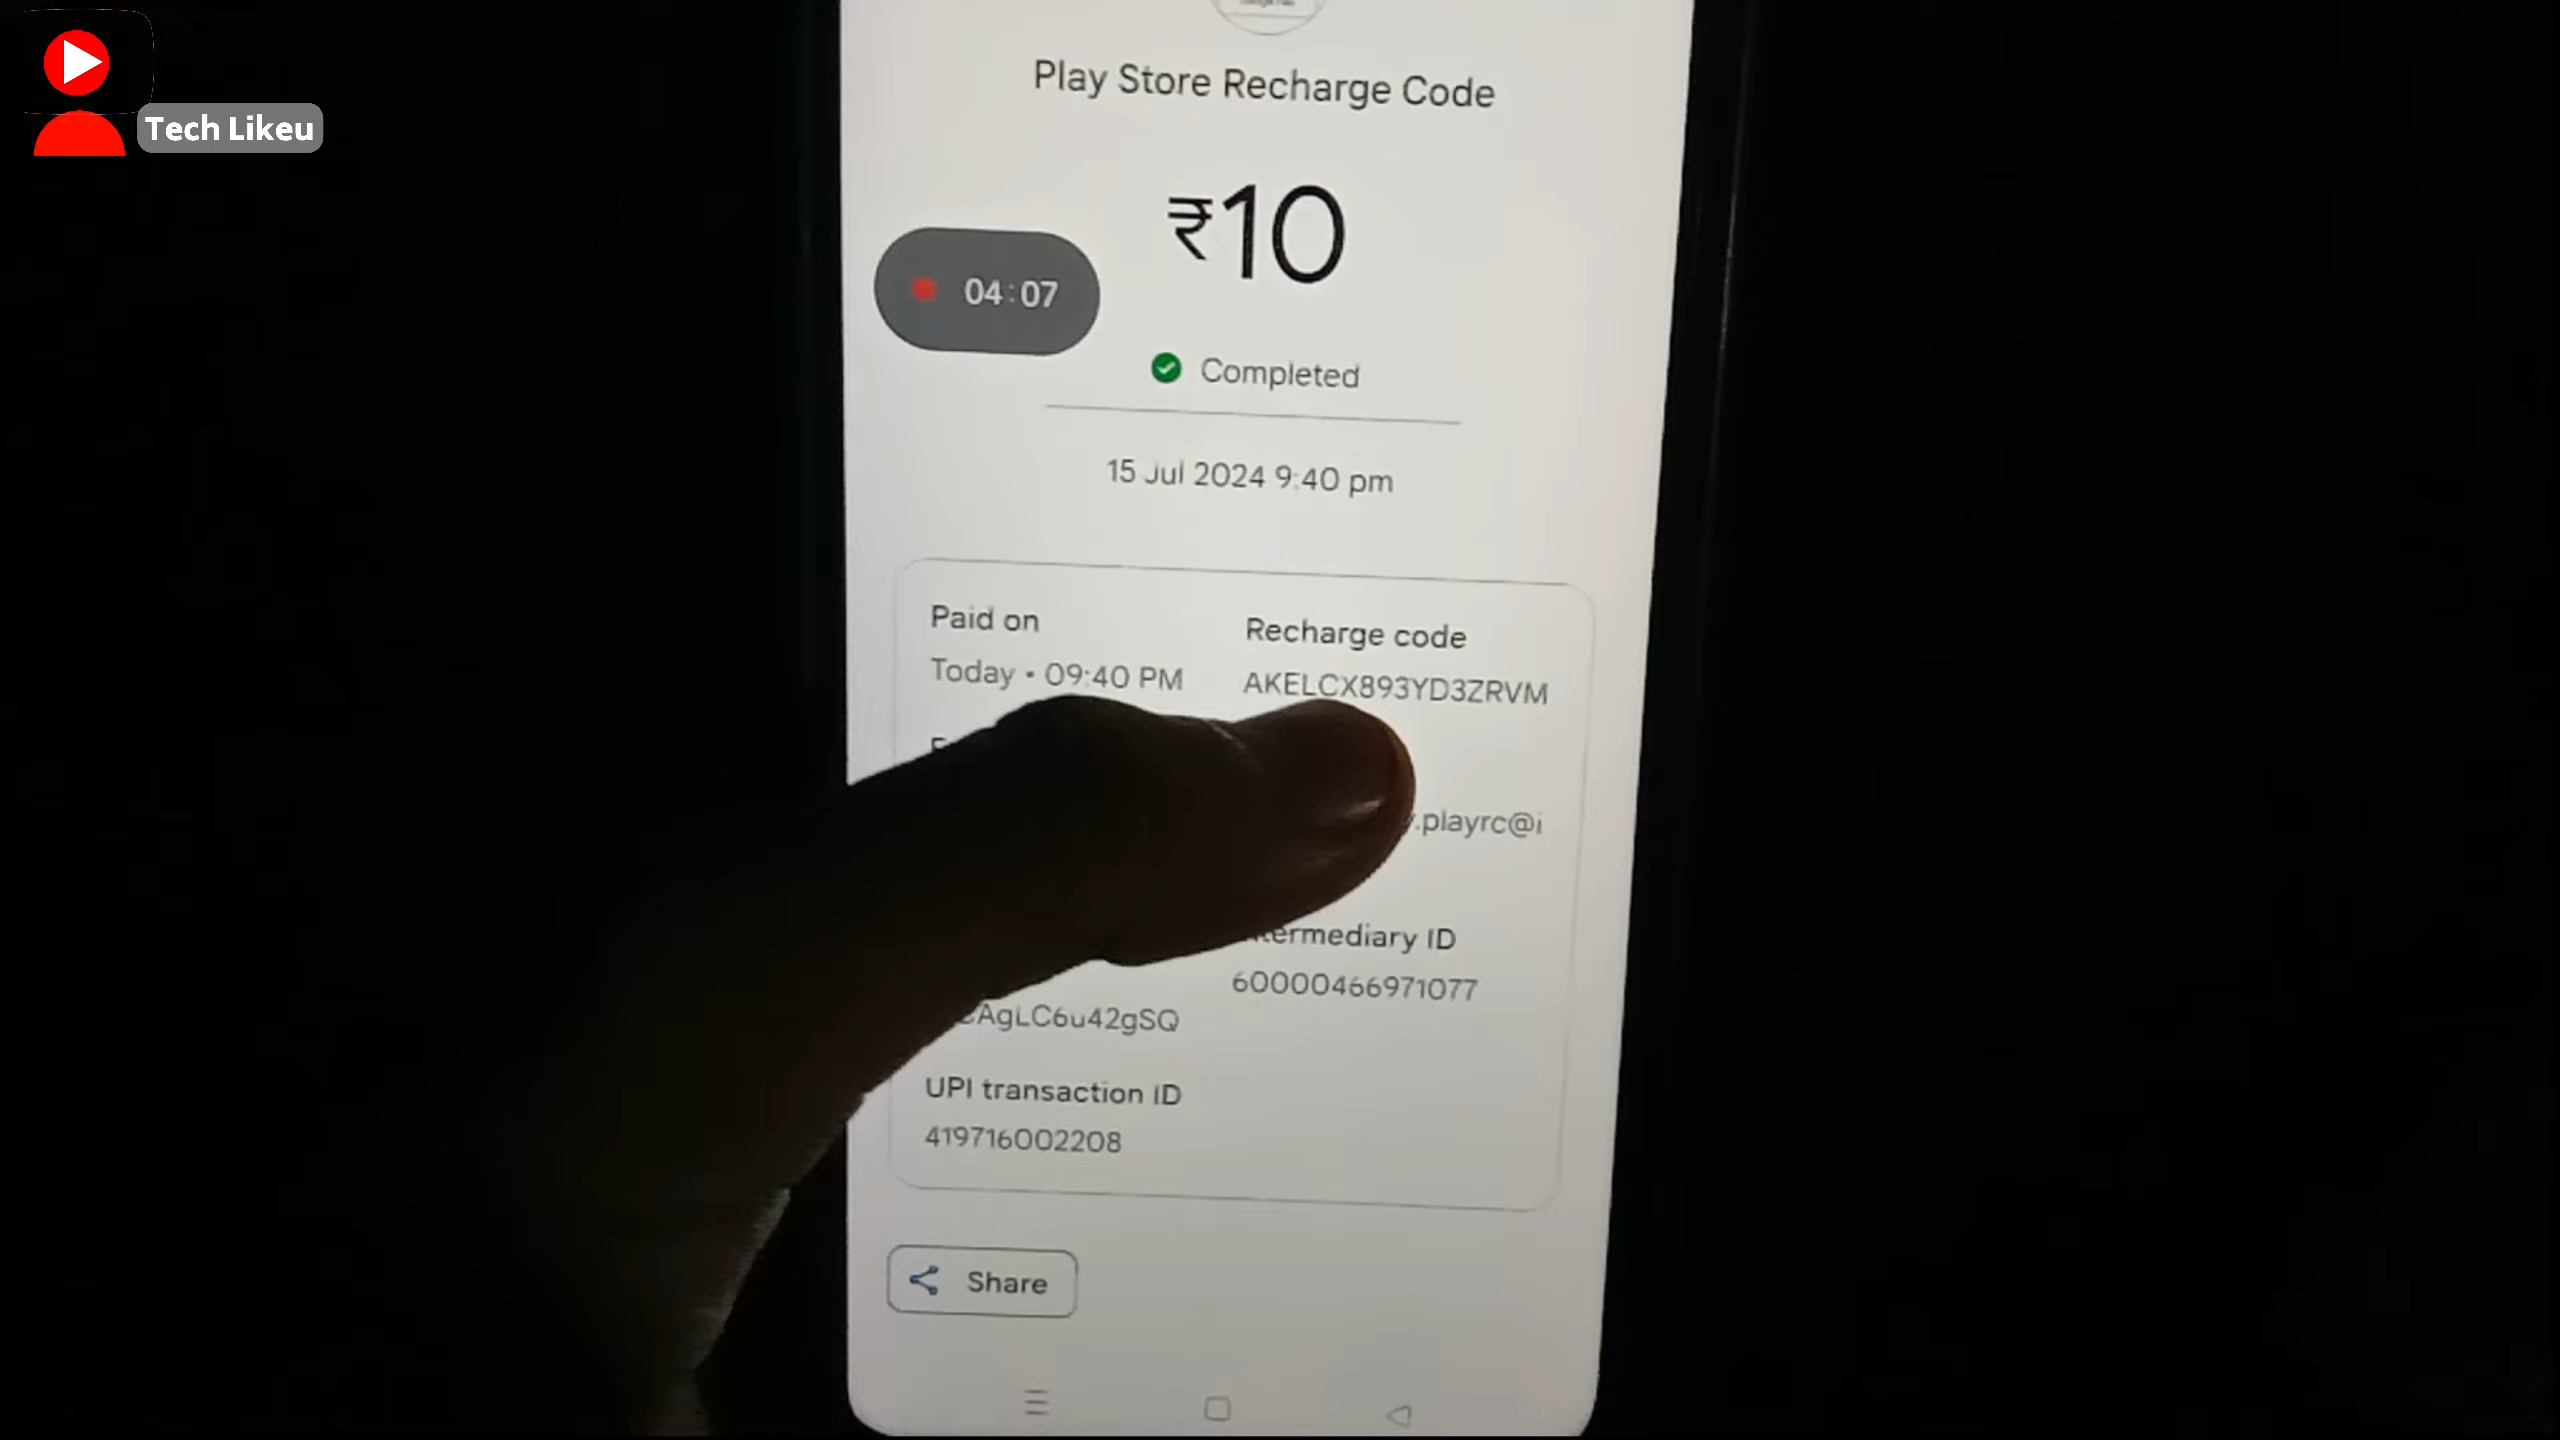 Tech Likeu
Play Store Recharge Code
₹10
04:07
Completed
15 Jul 2024 9:40 pm
Paid on
Today • 09:40 PM
Recharge code
AKELCX893YD3ZRVM
.playrc@i
termediary ID
60000466971077
AgLC6u42gSQ
UPI transaction ID
419716002208
Share